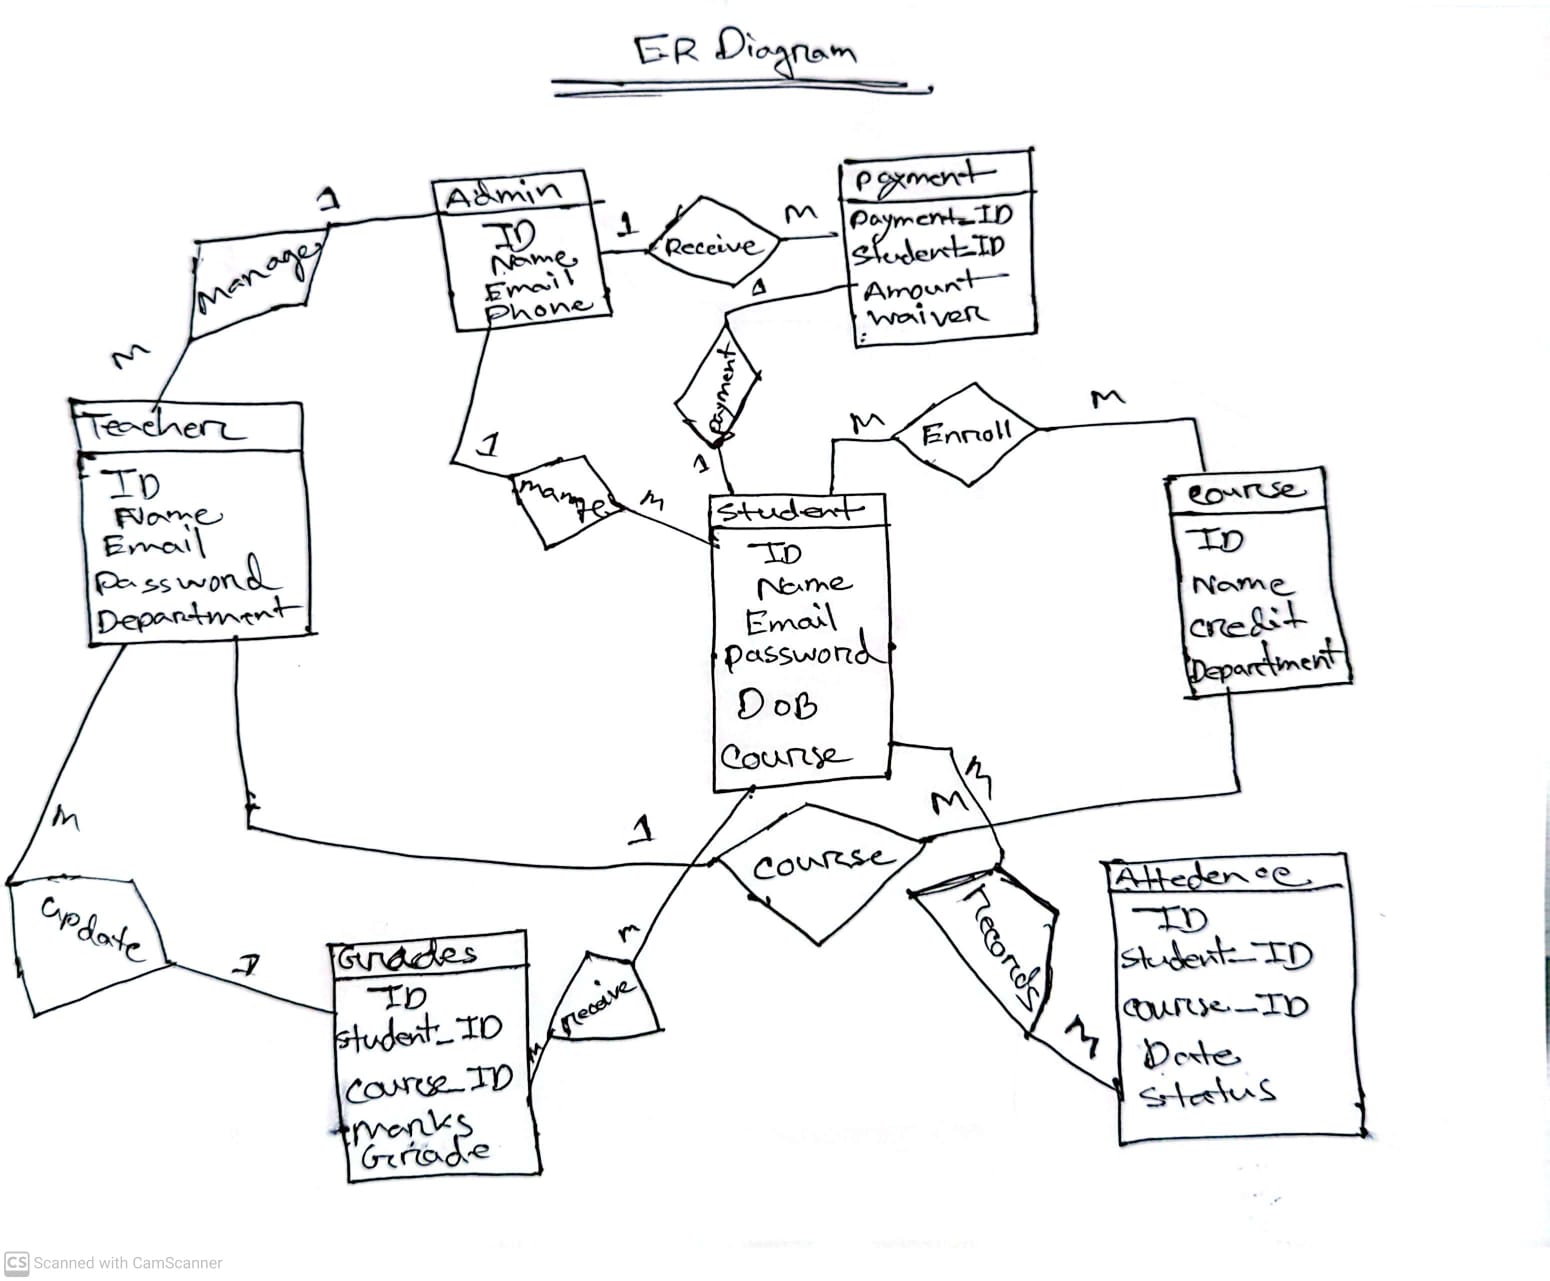 ER Diagram
Admin
ID
Name
Email
Phone
1
Receive
M
Payment
Payment_ID
Student_ID
Amount
Waiver
1
Manage
M
1
Payment
1
M
Enroll
M
Teacher
ID
Name
Email
Password
Department
1
Manage
M
Student
ID
Name
Email
Password
DOB
Course
Course
ID
Name
Credit
Department
M
Update
1
1
Course
M
M
Records
M
M
Receive
M
Grades
ID
Student_ID
Course_ID
Marks
Grade
Attedence
ID
Student_ID
Course_ID
Date
Status
CS Scanned with CamScanner